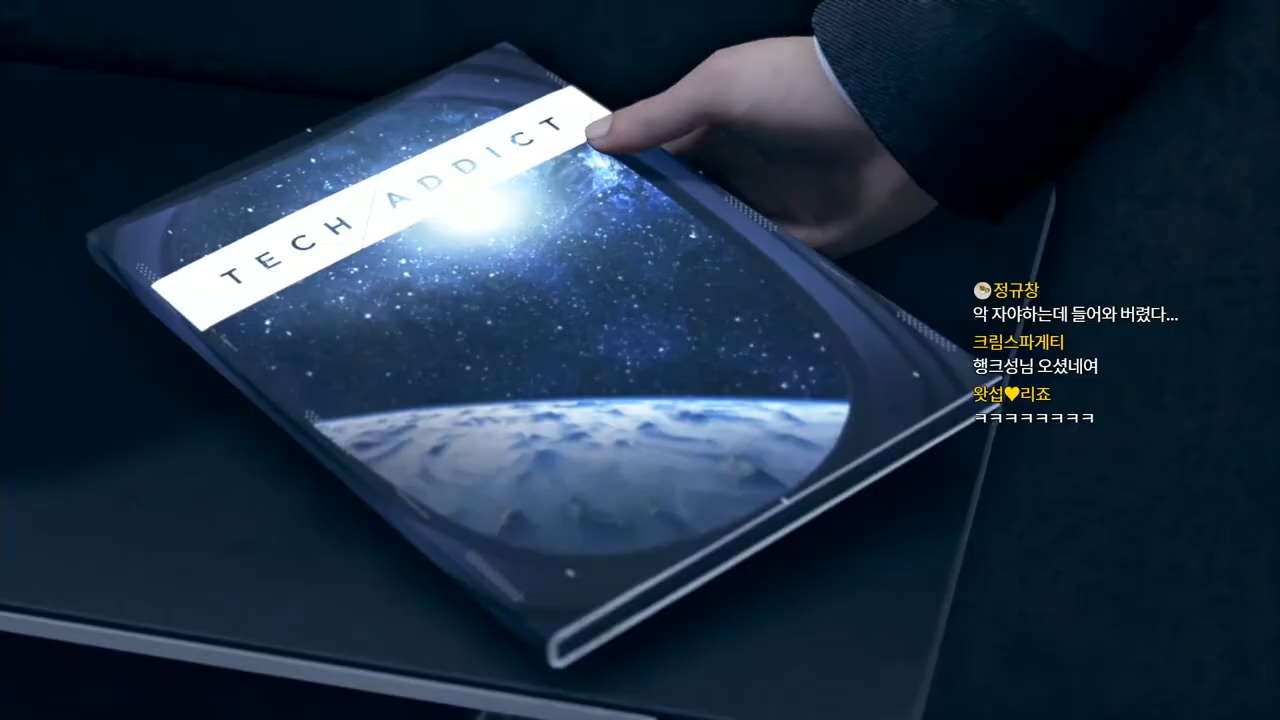 TECH ADDICT
정규창
악 자야하는데 들어와 버렸다...
크림스파게티
행크성님 오셨네여
왓섭♥리죠
ㅋㅋㅋㅋㅋㅋㅋㅋ